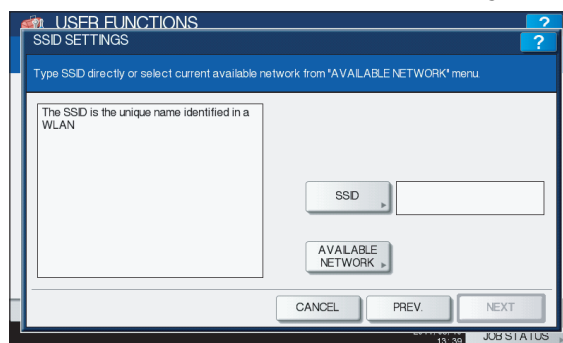 USER FUNCTIONS
?
SSID SETTINGS
?
Type SSID directly or select current available network from "AVAILABLE NETWORK" menu.
The SSID is the unique name identified in a
WLAN
SSID
AVAILABLE
NETWORK
CANCEL
PREV.
NEXT
13: 39
JOB STATUS